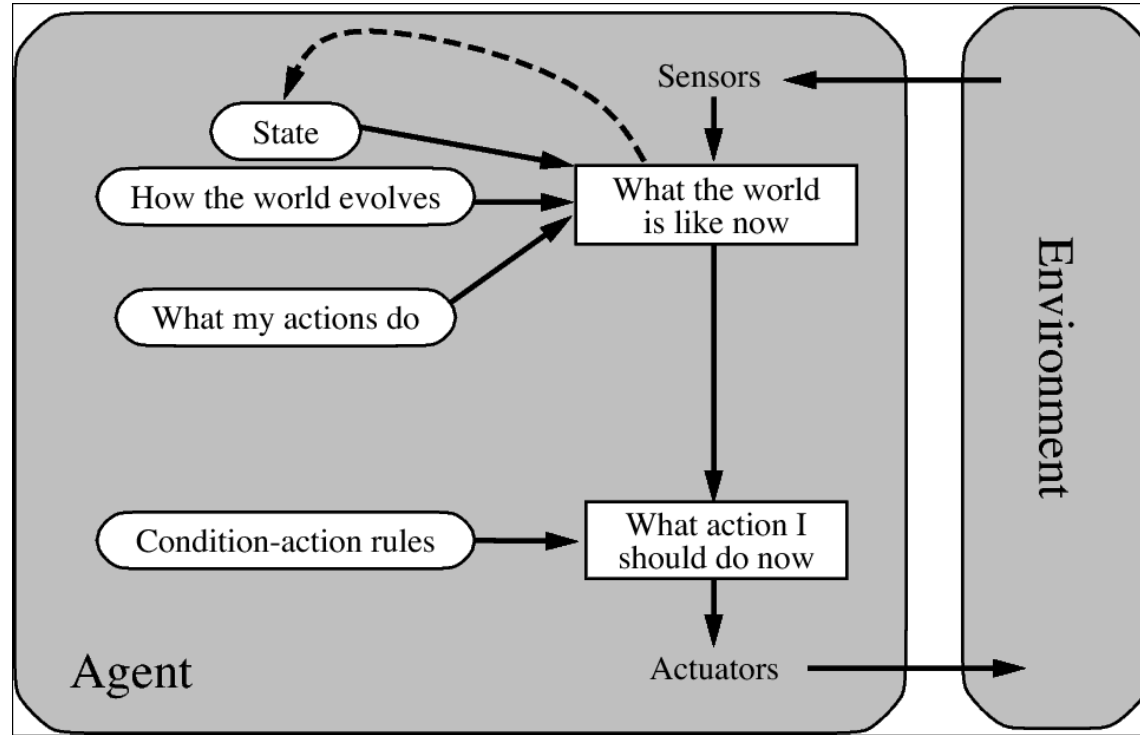 Sensors
State
How the world evolves
What the world
is like now
What my actions do
Environment
Condition-action rules
What action I
should do now
Agent
Actuators